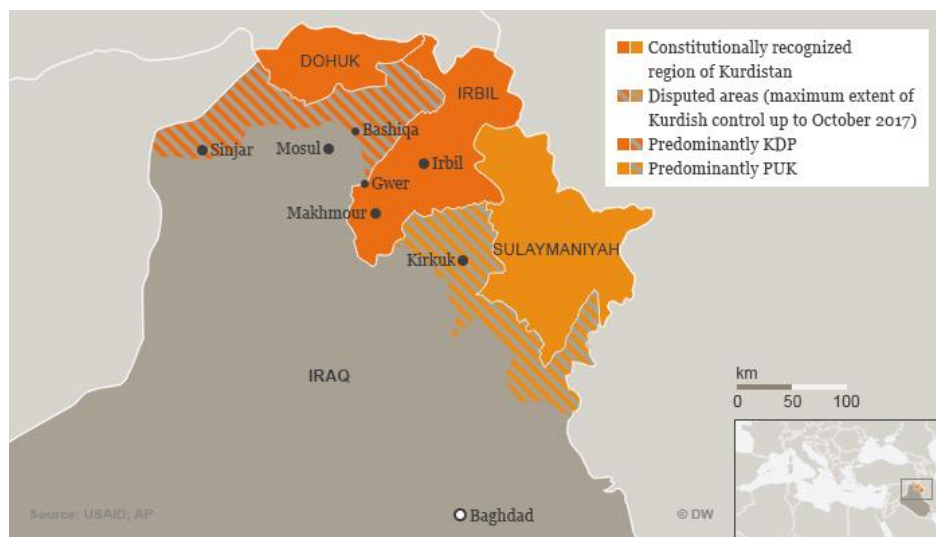 DOHUK
IRBIL
Bashiqa
Sinjar
Mosul
Irbil
Gwer
Makhmour
SULAYMANIYAH
Kirkuk
IRAQ
Baghdad
Constitutionally recognized
region of Kurdistan
Disputed areas (maximum extent of
Kurdish control up to October 2017)
Predominantly KDP
Predominantly PUK
km
0 50 100
Source, USAID; AP
© DW